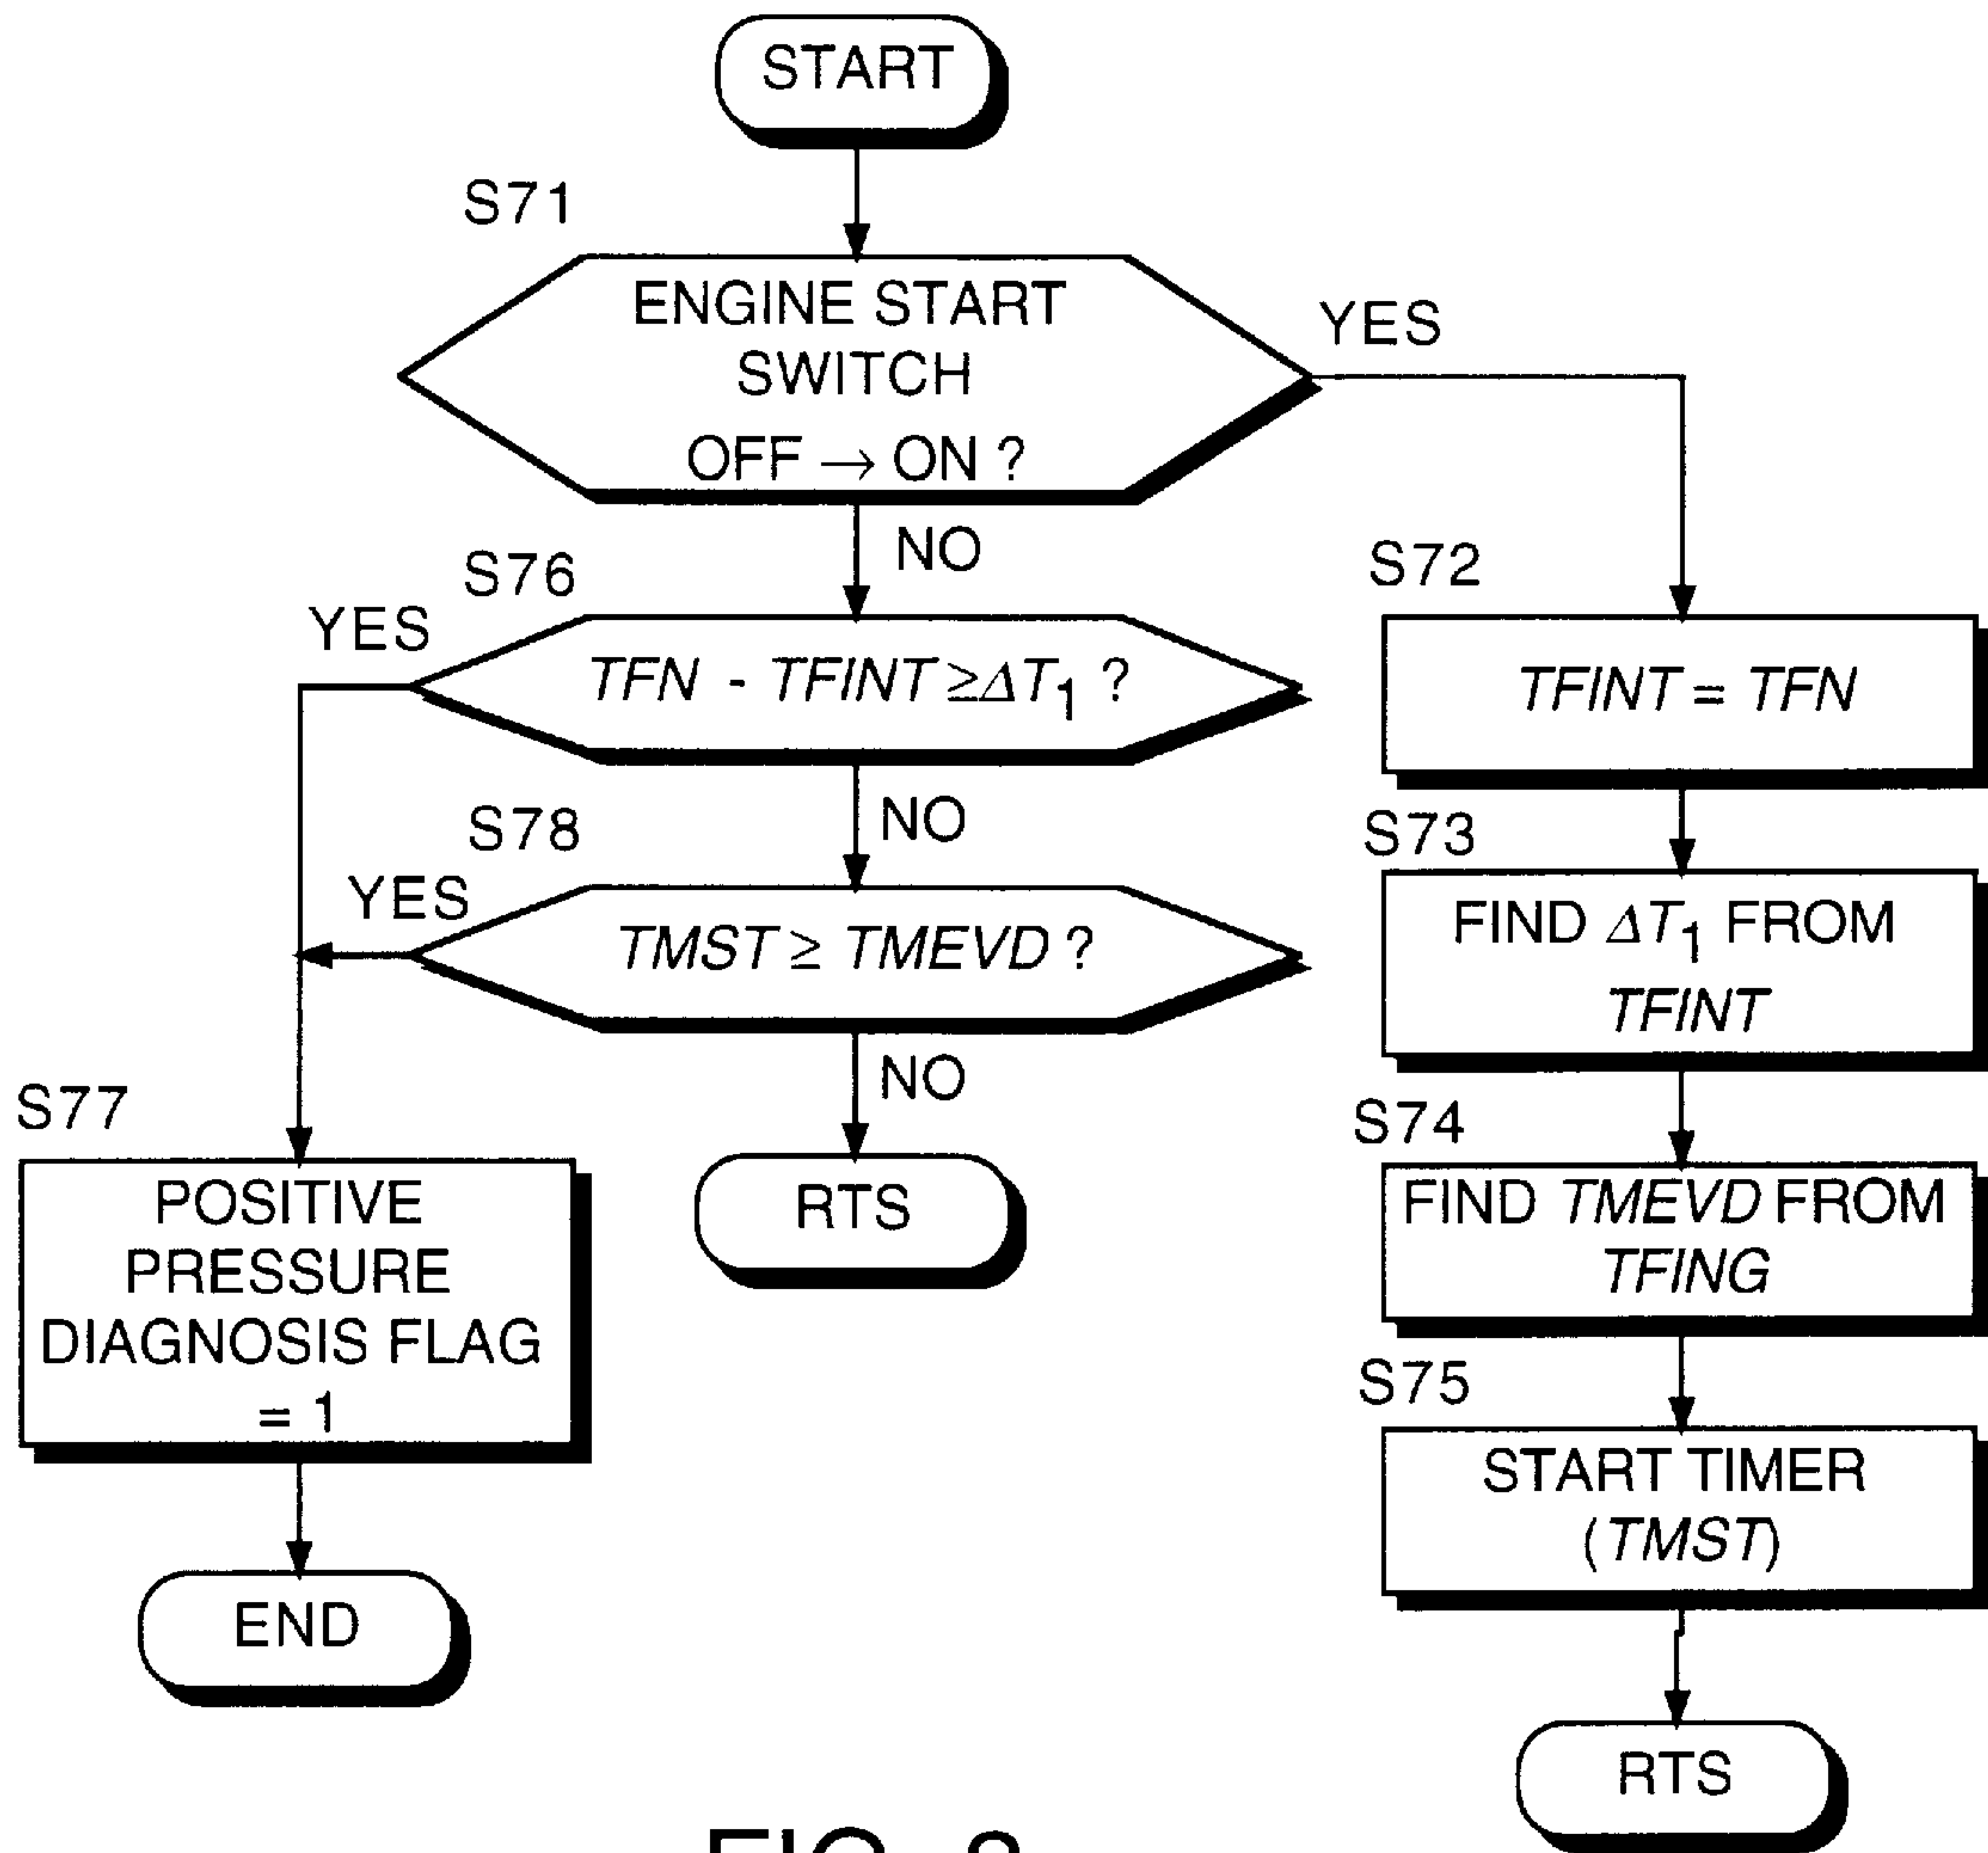 START
S71
ENGINE START
SWITCH
OFF → ON ?
YES
NO
S76
YES
TFN - TFINT ≥ ΔT1 ?
NO
S78
YES
TMST ≥ TMEVD ?
NO
RTS
S77
POSITIVE
PRESSURE
DIAGNOSIS FLAG
= 1
END
S72
TFINT = TFN
S73
FIND ΔT1 FROM
TFINT
S74
FIND TMEVD FROM
TFING
S75
START TIMER
(TMST)
RTS